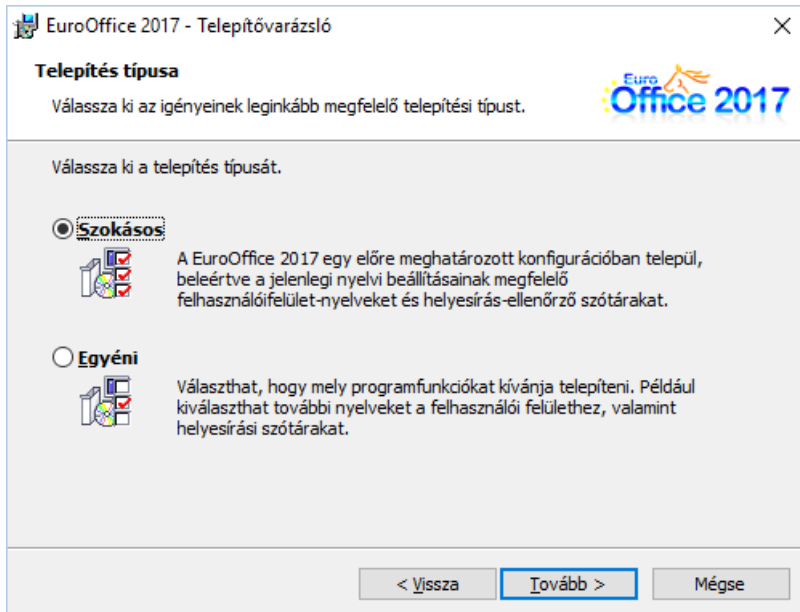 EuroOffice 2017 - Telepítővarázsló
Telepítés típusa
Válassza ki az igényeinek leginkább megfelelő telepítési típust.
Euro
Office 2017
Válassza ki a telepítés típusát.
Szokásos
A EuroOffice 2017 egy előre meghatározott konfigurációban települ,
beleértve a jelenlegi nyelvi beállításainak megfelelő
felhasználóifelület-nyelveket és helyesírás-ellenőrző szótárakat.
Egyéni
Választhat, hogy mely programfunkciókat kívánja telepíteni. Például
kiválaszthat további nyelveket a felhasználói felülethez, valamint
helyesírási szótárakat.
< Vissza Tovább > Mégse